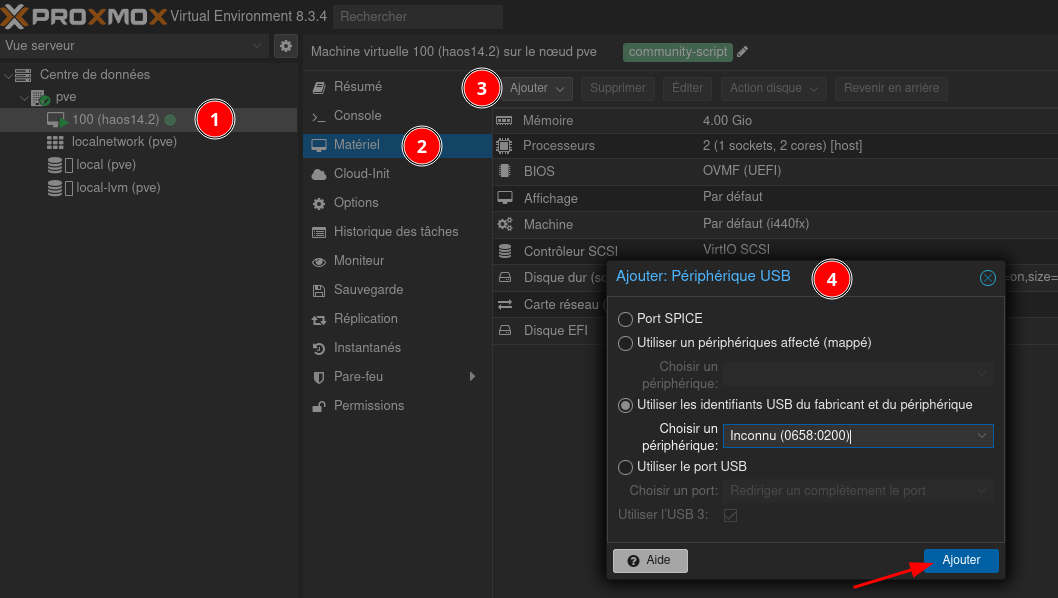 PROXMOX Virtual Environment 8.3.4 Rechercher
Vue serveur
Machine virtuelle 100 (haos14.2) sur le nœud pve community-script
Centre de données
pve
100 (haos14.2) 1
localnetwork (pve)
local (pve)
local-lvm (pve)
Résumé
Console
Matériel 2
Cloud-Init
Options
Historique des tâches
Moniteur
Sauvegarde
Réplication
Instantanés
Pare-feu
Permissions
3 Ajouter Supprimer Éditer Action disque Revenir en arrière
Mémoire 4.00 Gio
Processeurs 2 (1 sockets, 2 cores) [host]
BIOS OVMF (UEFI)
Affichage Par défaut
Machine Par défaut (i440fx)
Contrôleur SCSI VirtIO SCSI
Disque dur (sc on,size=
Carte réseau (
Disque EFI
Ajouter: Périphérique USB 4
Port SPICE
Utiliser un périphériques affecté (mappé)
Choisir un
périphérique:
Utiliser les identifiants USB du fabricant et du périphérique
Choisir un
périphérique: Inconnu (0658:0200)
Utiliser le port USB
Choisir un port: Rediriger un complètement le port
Utiliser l'USB 3:
? Aide Ajouter